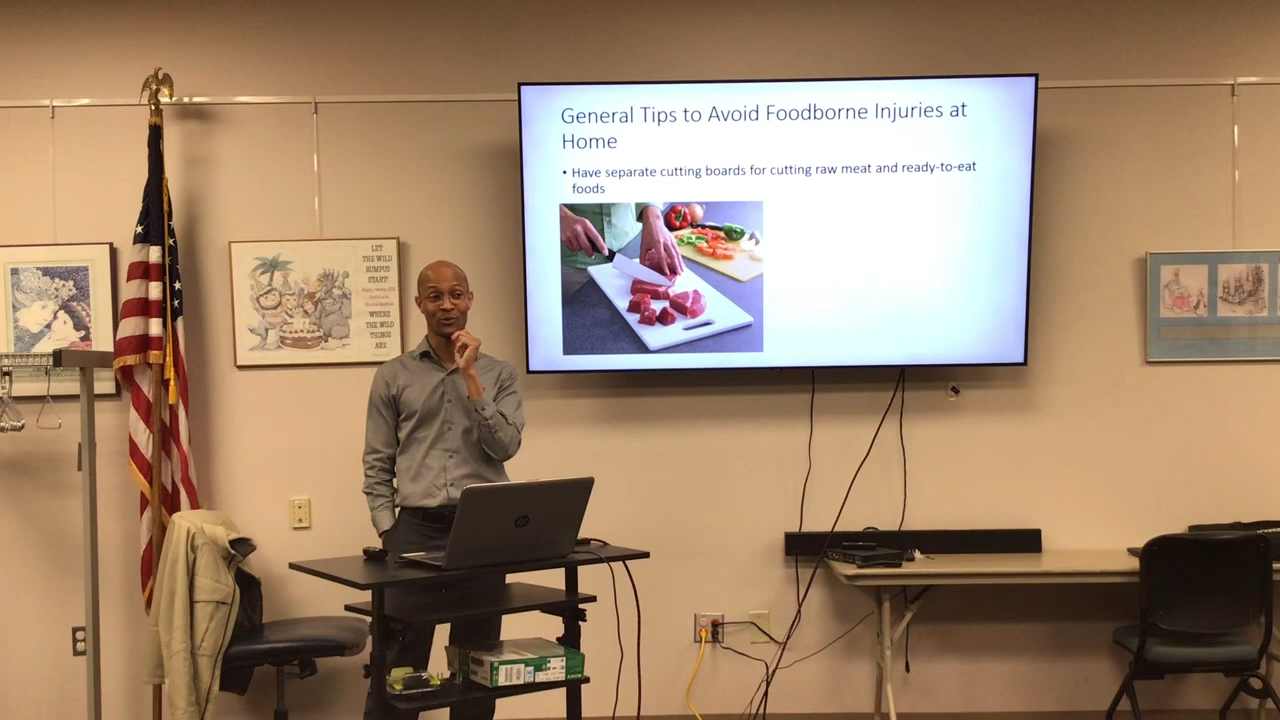 General Tips to Avoid Foodborne Injuries at
Home
• Have separate cutting boards for cutting raw meat and ready-to-eat
foods
LET
THE WILD
RUMPUS
START!
WHERE
THE WILD
THINGS
ARE
hp